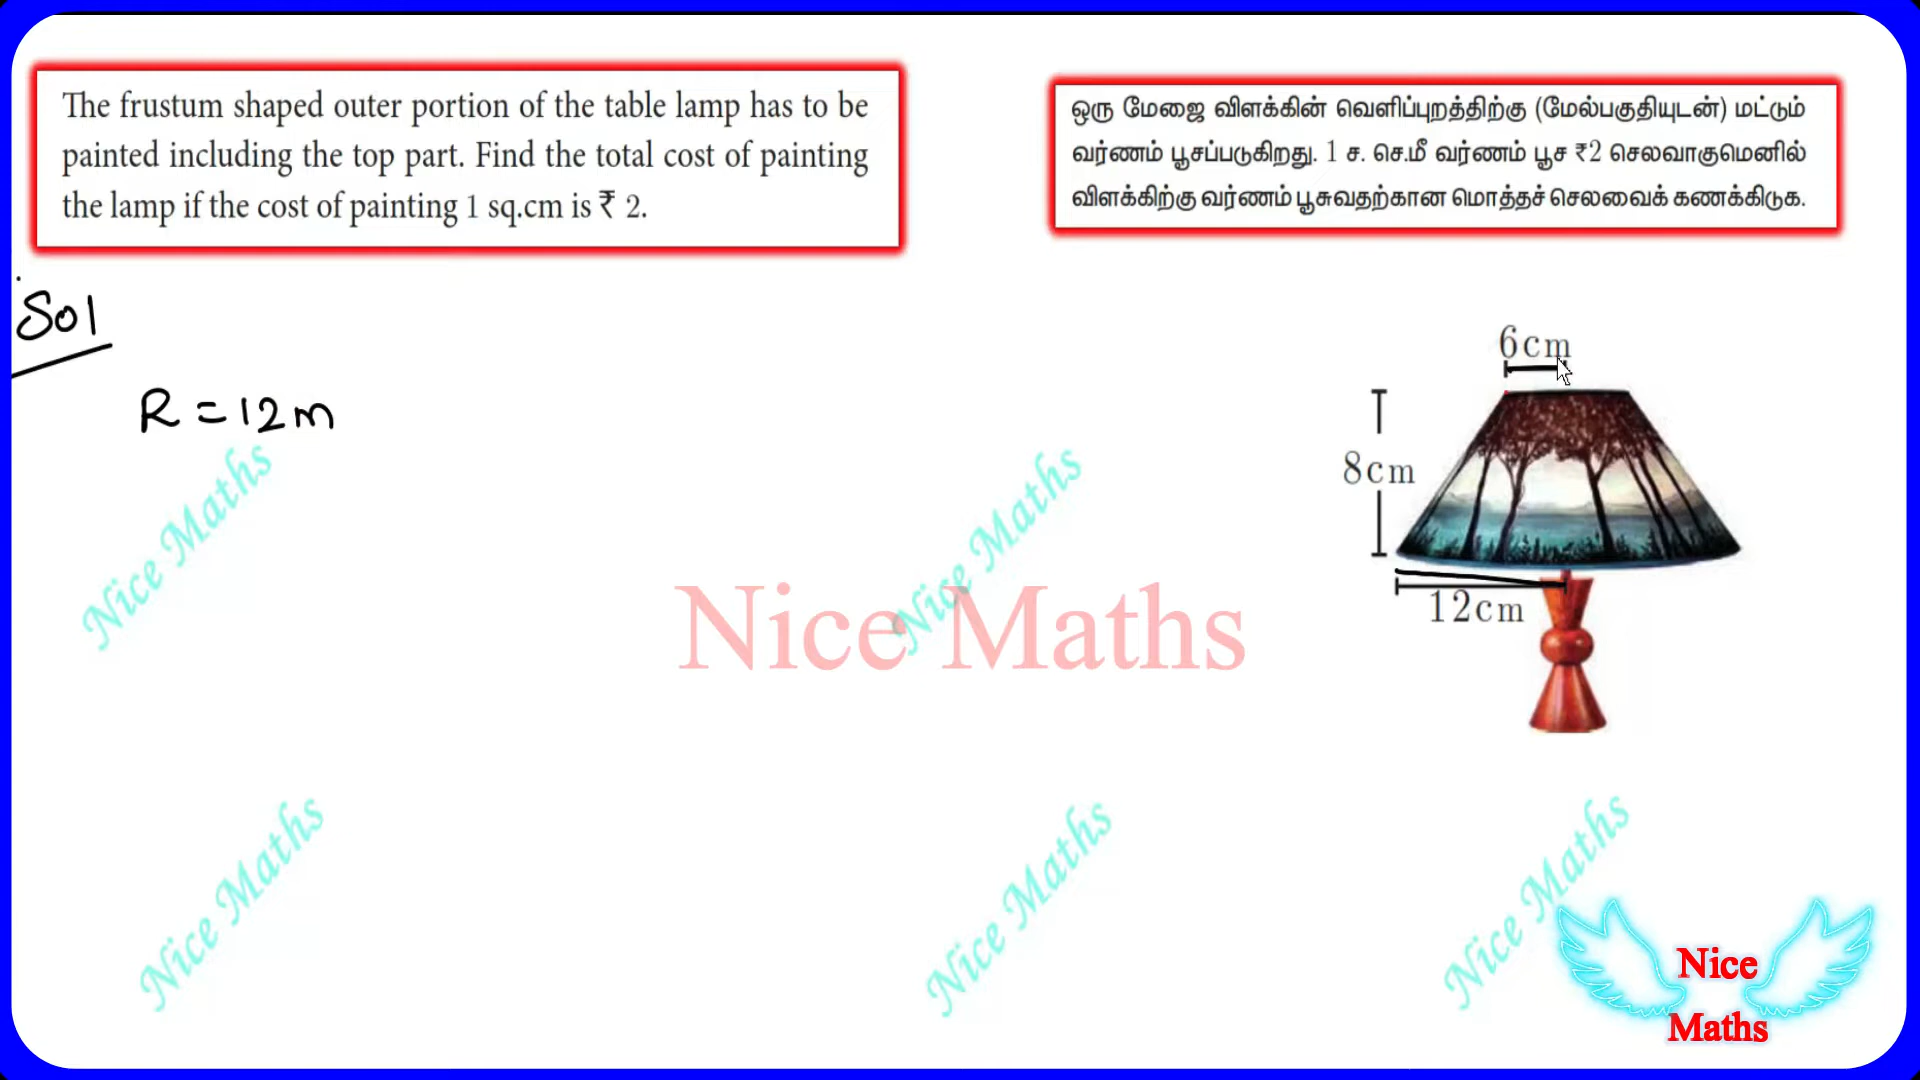 The frustum shaped outer portion of the table lamp has to be
painted including the top part. Find the total cost of painting
the lamp if the cost of painting 1 sq.cm is ₹ 2.
ஒரு மேஜை விளக்கின் வெளிப்புறத்திற்கு (மேல்பகுதியுடன்) மட்டும்
வர்ணம் பூசப்படுகிறது. 1 ச. செ.மீ வர்ணம் பூச ₹2 செலவாகுமெனில்
விளக்கிற்கு வர்ணம் பூசுவதற்கான மொத்தச் செலவைக் கணக்கிடுக.
Sol
R = 12m
6cm
8cm
12cm
Nice Maths
Nice Maths
Nice Maths
Nice Maths
Nice Maths
Nice Maths
Nice
Maths